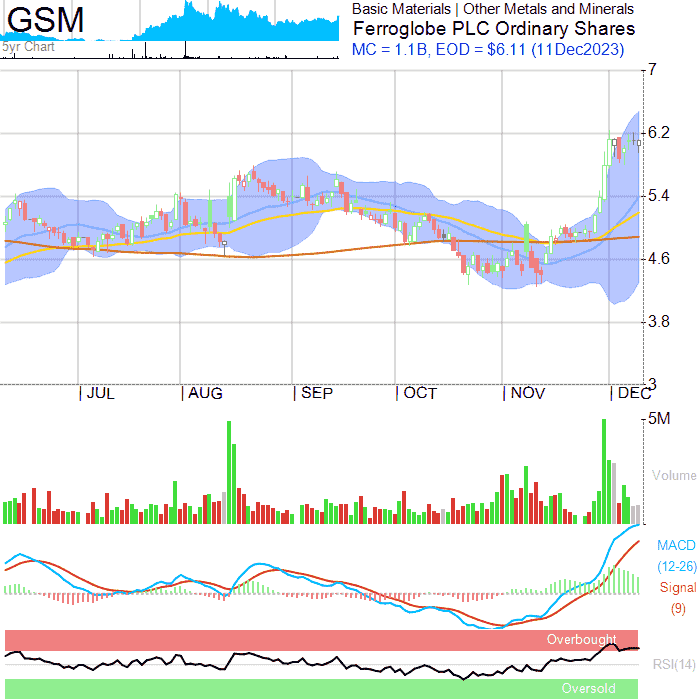 GSM
5yr Chart
Basic Materials | Other Metals and Minerals
Ferroglobe PLC Ordinary Shares
MC = 1.1B, EOD = $6.11 (11Dec2023)
7
6.2
5.4
4.6
3.8
3
JUL AUG SEP OCT NOV DEC
5M
Volume
MACD
(12-26)
Signal
(9)
Overbought
RSI(14)
Oversold